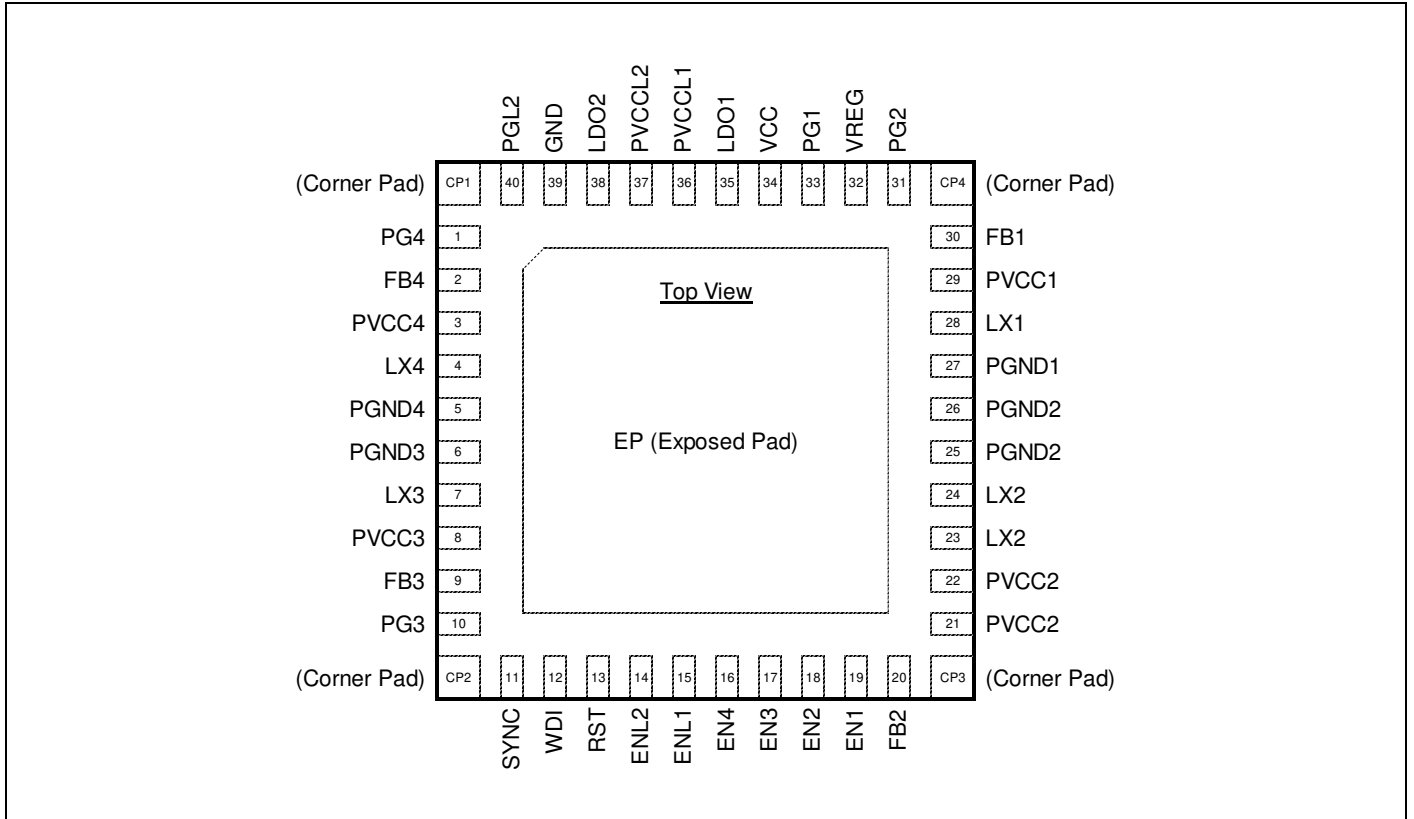 PGL2 GND LDO2 PVCCL2 PVCCL1 LDO1 VCC PG1 VREG PG2
(Corner Pad) CP1 40 39 38 37 36 35 34 33 32 31 CP4 (Corner Pad)
PG4 1 30 FB1
FB4 2 29 PVCC1
Top View
PVCC4 3 28 LX1
LX4 4 27 PGND1
PGND4 5 26 PGND2
EP (Exposed Pad)
PGND3 6 25 PGND2
LX3 7 24 LX2
PVCC3 8 23 LX2
FB3 9 22 PVCC2
PG3 10 21 PVCC2
(Corner Pad) CP2 11 12 13 14 15 16 17 18 19 20 CP3 (Corner Pad)
SYNC WDI RST ENL2 ENL1 EN4 EN3 EN2 EN1 FB2